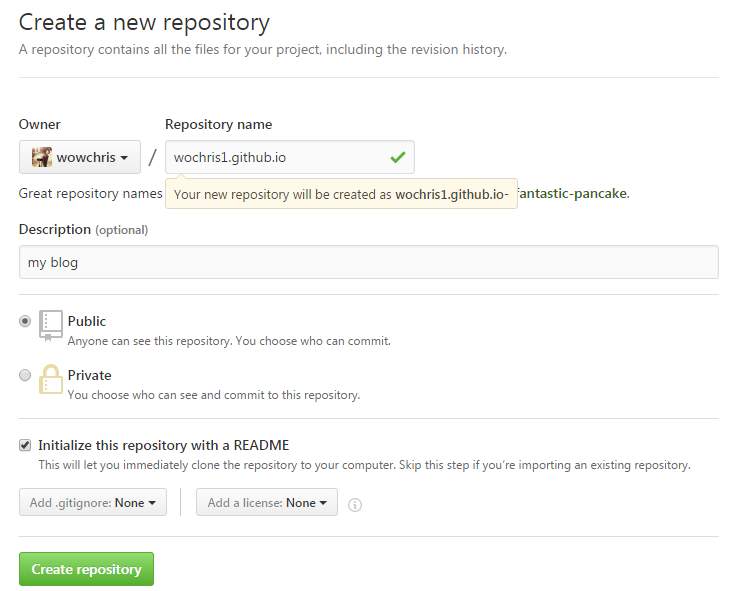 Create a new repository
A repository contains all the files for your project, including the revision history.
Owner Repository name
wowchris / wochris1.github.io
Great repository names fantastic-pancake.
Your new repository will be created as wochris1.github.io-
Description (optional)
my blog
Public
Anyone can see this repository. You choose who can commit.
Private
You choose who can see and commit to this repository.
Initialize this repository with a README
This will let you immediately clone the repository to your computer. Skip this step if you’re importing an existing repository.
Add .gitignore: None Add a license: None
Create repository